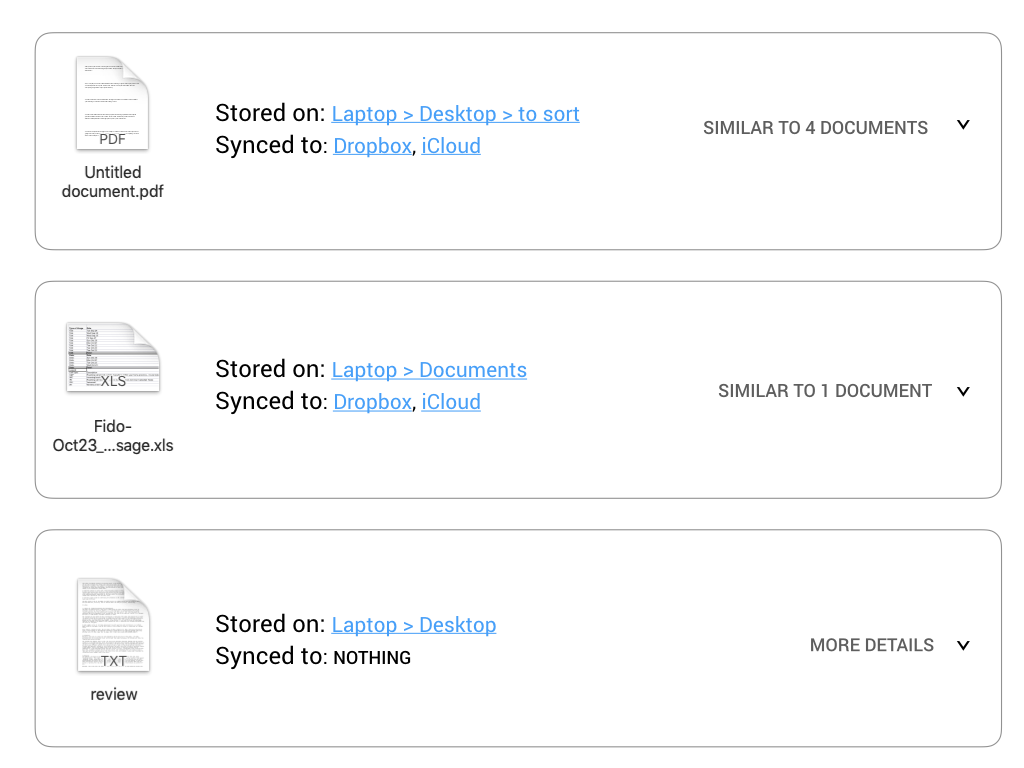 PDF
Untitled
document.pdf
Stored on: Laptop > Desktop > to sort
Synced to: Dropbox, iCloud
SIMILAR TO 4 DOCUMENTS
XLS
Fido-
Oct23_...sage.xls
Stored on: Laptop > Documents
Synced to: Dropbox, iCloud
SIMILAR TO 1 DOCUMENT
TXT
review
Stored on: Laptop > Desktop
Synced to: NOTHING
MORE DETAILS